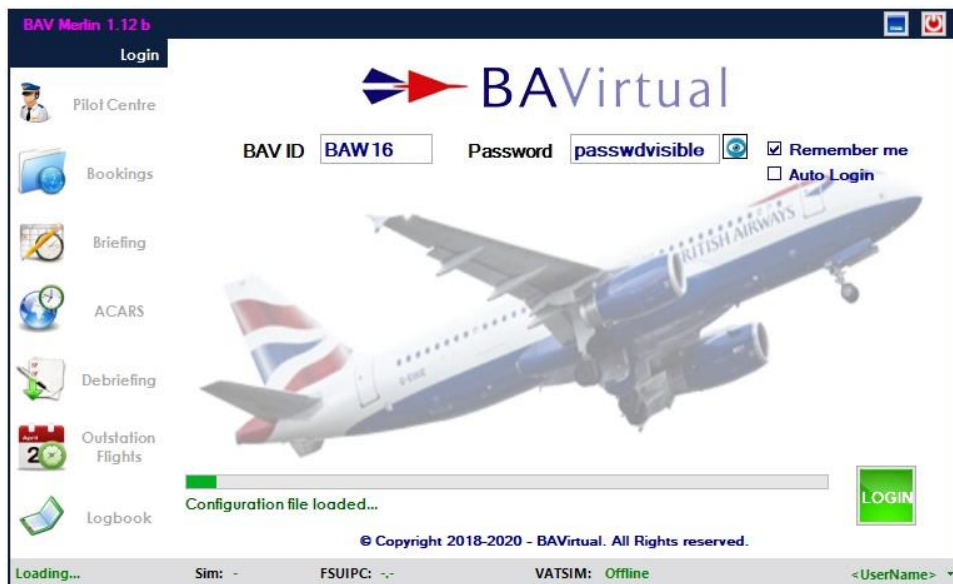 BAV Merlin 1.12 b
Login
BAVirtual
Pilot Centre
BAV ID BAW16 Password passwdvisible Remember me
Auto Login
Bookings
Briefing
BRITISH AIRWAYS
ACARS
Debriefing
April
2
Outstation
Flights
Logbook
Configuration file loaded...
LOGIN
© Copyright 2018-2020 - BAVirtual. All Rights reserved.
Loading... Sim: - FSUIPC: -.- VATSIM: Offline <UserName>